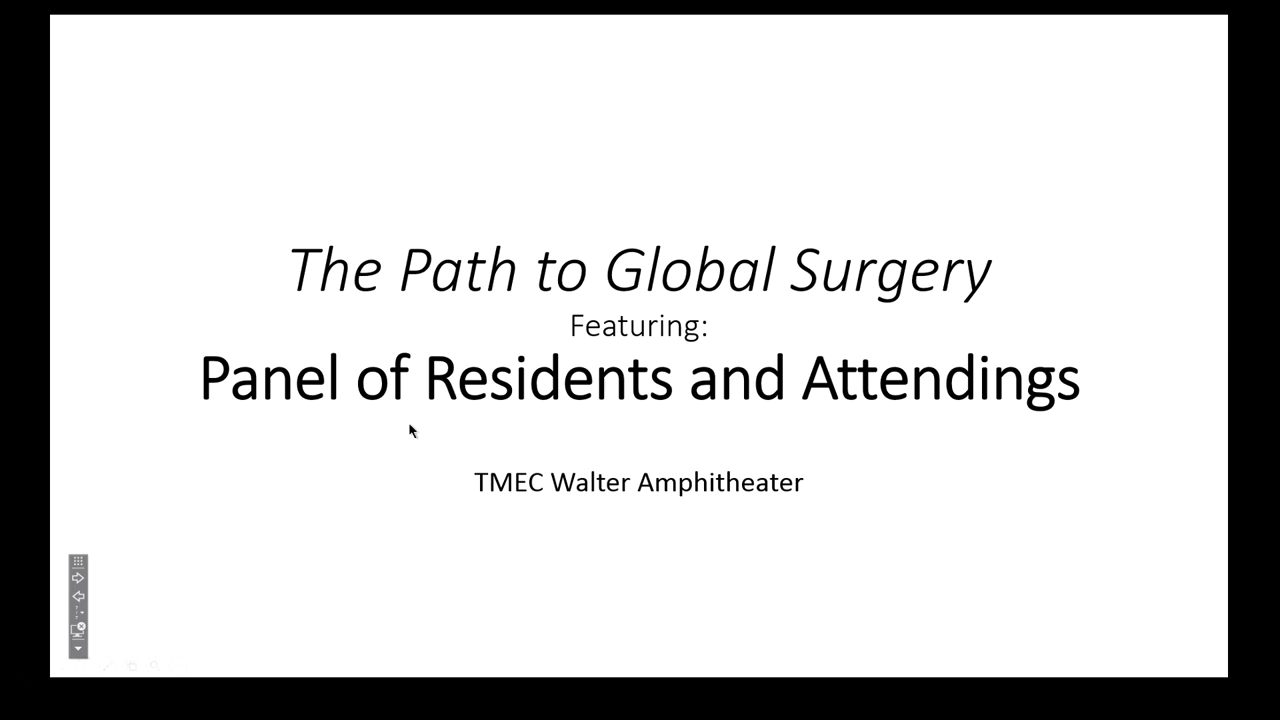 The Path to Global Surgery
Featuring:
Panel of Residents and Attendings
TMEC Walter Amphitheater